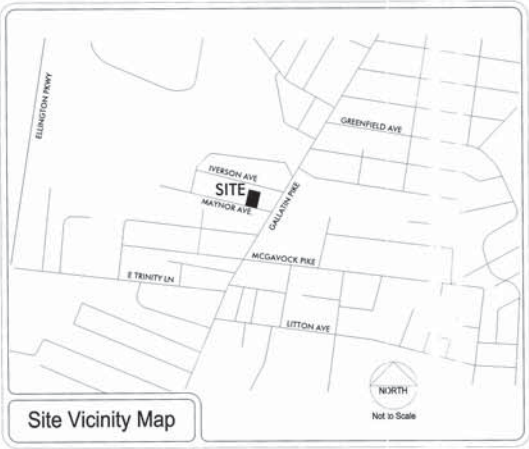 ELLINGTON PKWY
GREENFIELD AVE
IVERSON AVE
SITE
MAYNOR AVE.
GALLATIN PIKE
MCGAVOCK PIKE
E TRINITY LN
LITTON AVE
NORTH
Not to Scale
Site Vicinity Map